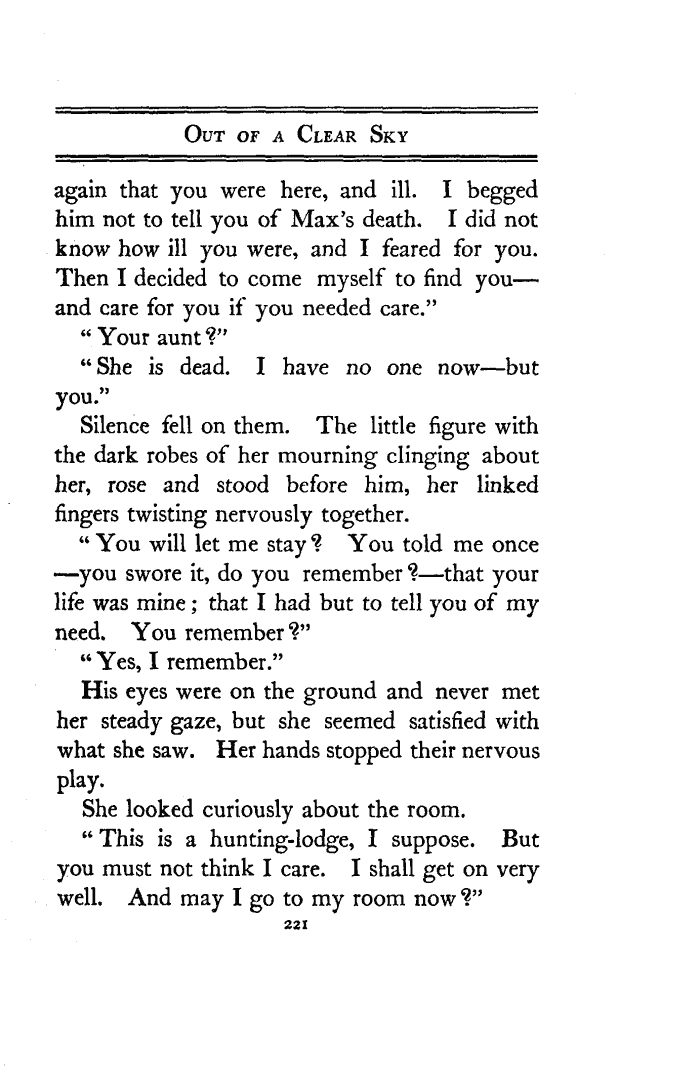 OUT OF A CLEAR SKY
again that you were here, and ill. I begged
him not to tell you of Max's death. I did not
know how ill you were, and I feared for you.
Then I decided to come myself to find you—
and care for you if you needed care."
"Your aunt?"
"She is dead. I have no one now—but
you."
Silence fell on them. The little figure with
the dark robes of her mourning clinging about
her, rose and stood before him, her linked
fingers twisting nervously together.
"You will let me stay? You told me once
—you swore it, do you remember?—that your
life was mine; that I had but to tell you of my
need. You remember?"
"Yes, I remember."
His eyes were on the ground and never met
her steady gaze, but she seemed satisfied with
what she saw. Her hands stopped their nervous
play.
She looked curiously about the room.
"This is a hunting-lodge, I suppose. But
you must not think I care. I shall get on very
well. And may I go to my room now?"
221